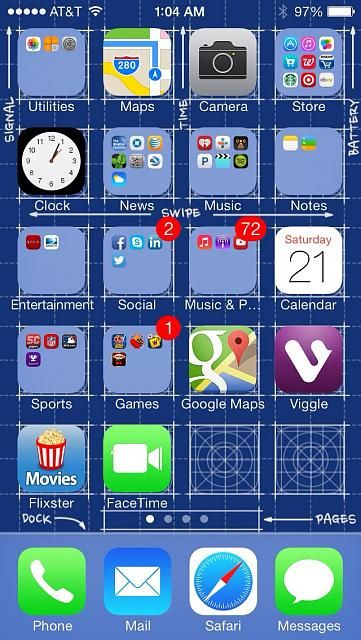 AT&T 1:04 AM 97%
SIGNAL TIME BATTERY
280
Utilities Maps Camera Store
Clock News Music Notes
SWIPE
2 72
Saturday
21
Entertainment Social Music & P... Calendar
1
Sports Games Google Maps Viggle
Movies
Flixster FaceTime
DOCK PAGES
Phone Mail Safari Messages